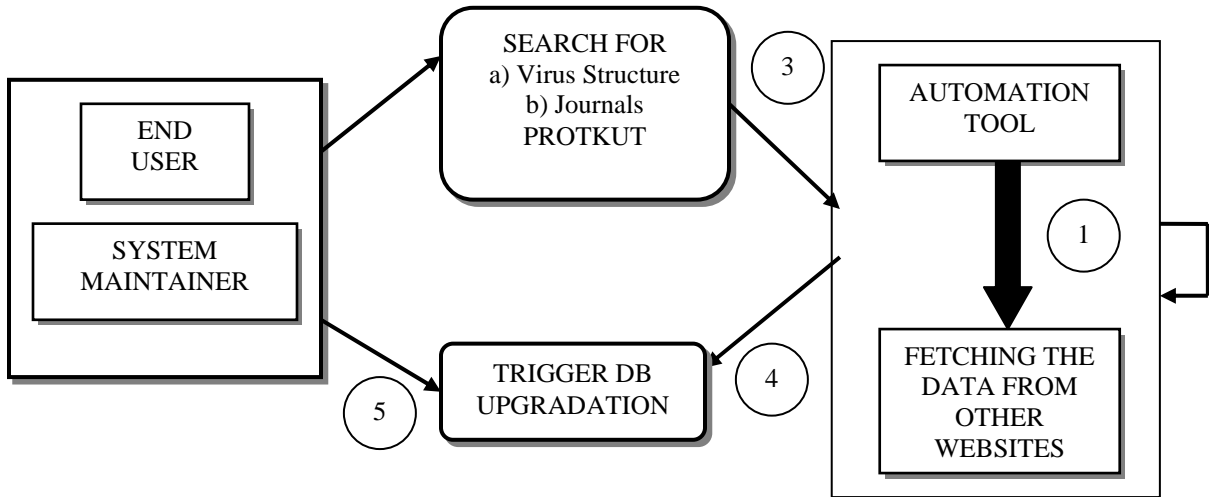 END
USER
SYSTEM
MAINTAINER
SEARCH FOR
a) Virus Structure
b) Journals
PROTKUT
3
AUTOMATION
TOOL
1
FETCHING THE
DATA FROM
OTHER
WEBSITES
4
TRIGGER DB
UPGRADATION
5